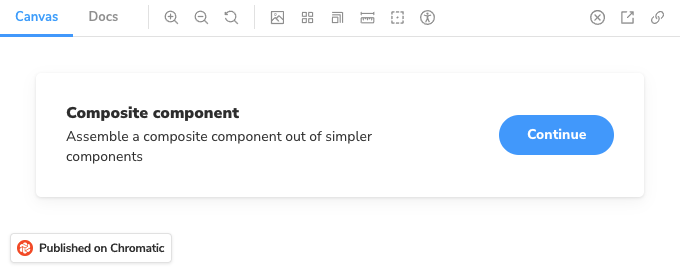 Canvas Docs
Composite component
Assemble a composite component out of simpler
components
Continue
Published on Chromatic